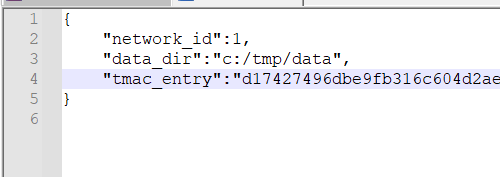 1 {
2 "network_id":1,
3 "data_dir":"c:/tmp/data",
4 "tmac_entry":"d17427496dbe9fb316c604d2ae
5 }
6